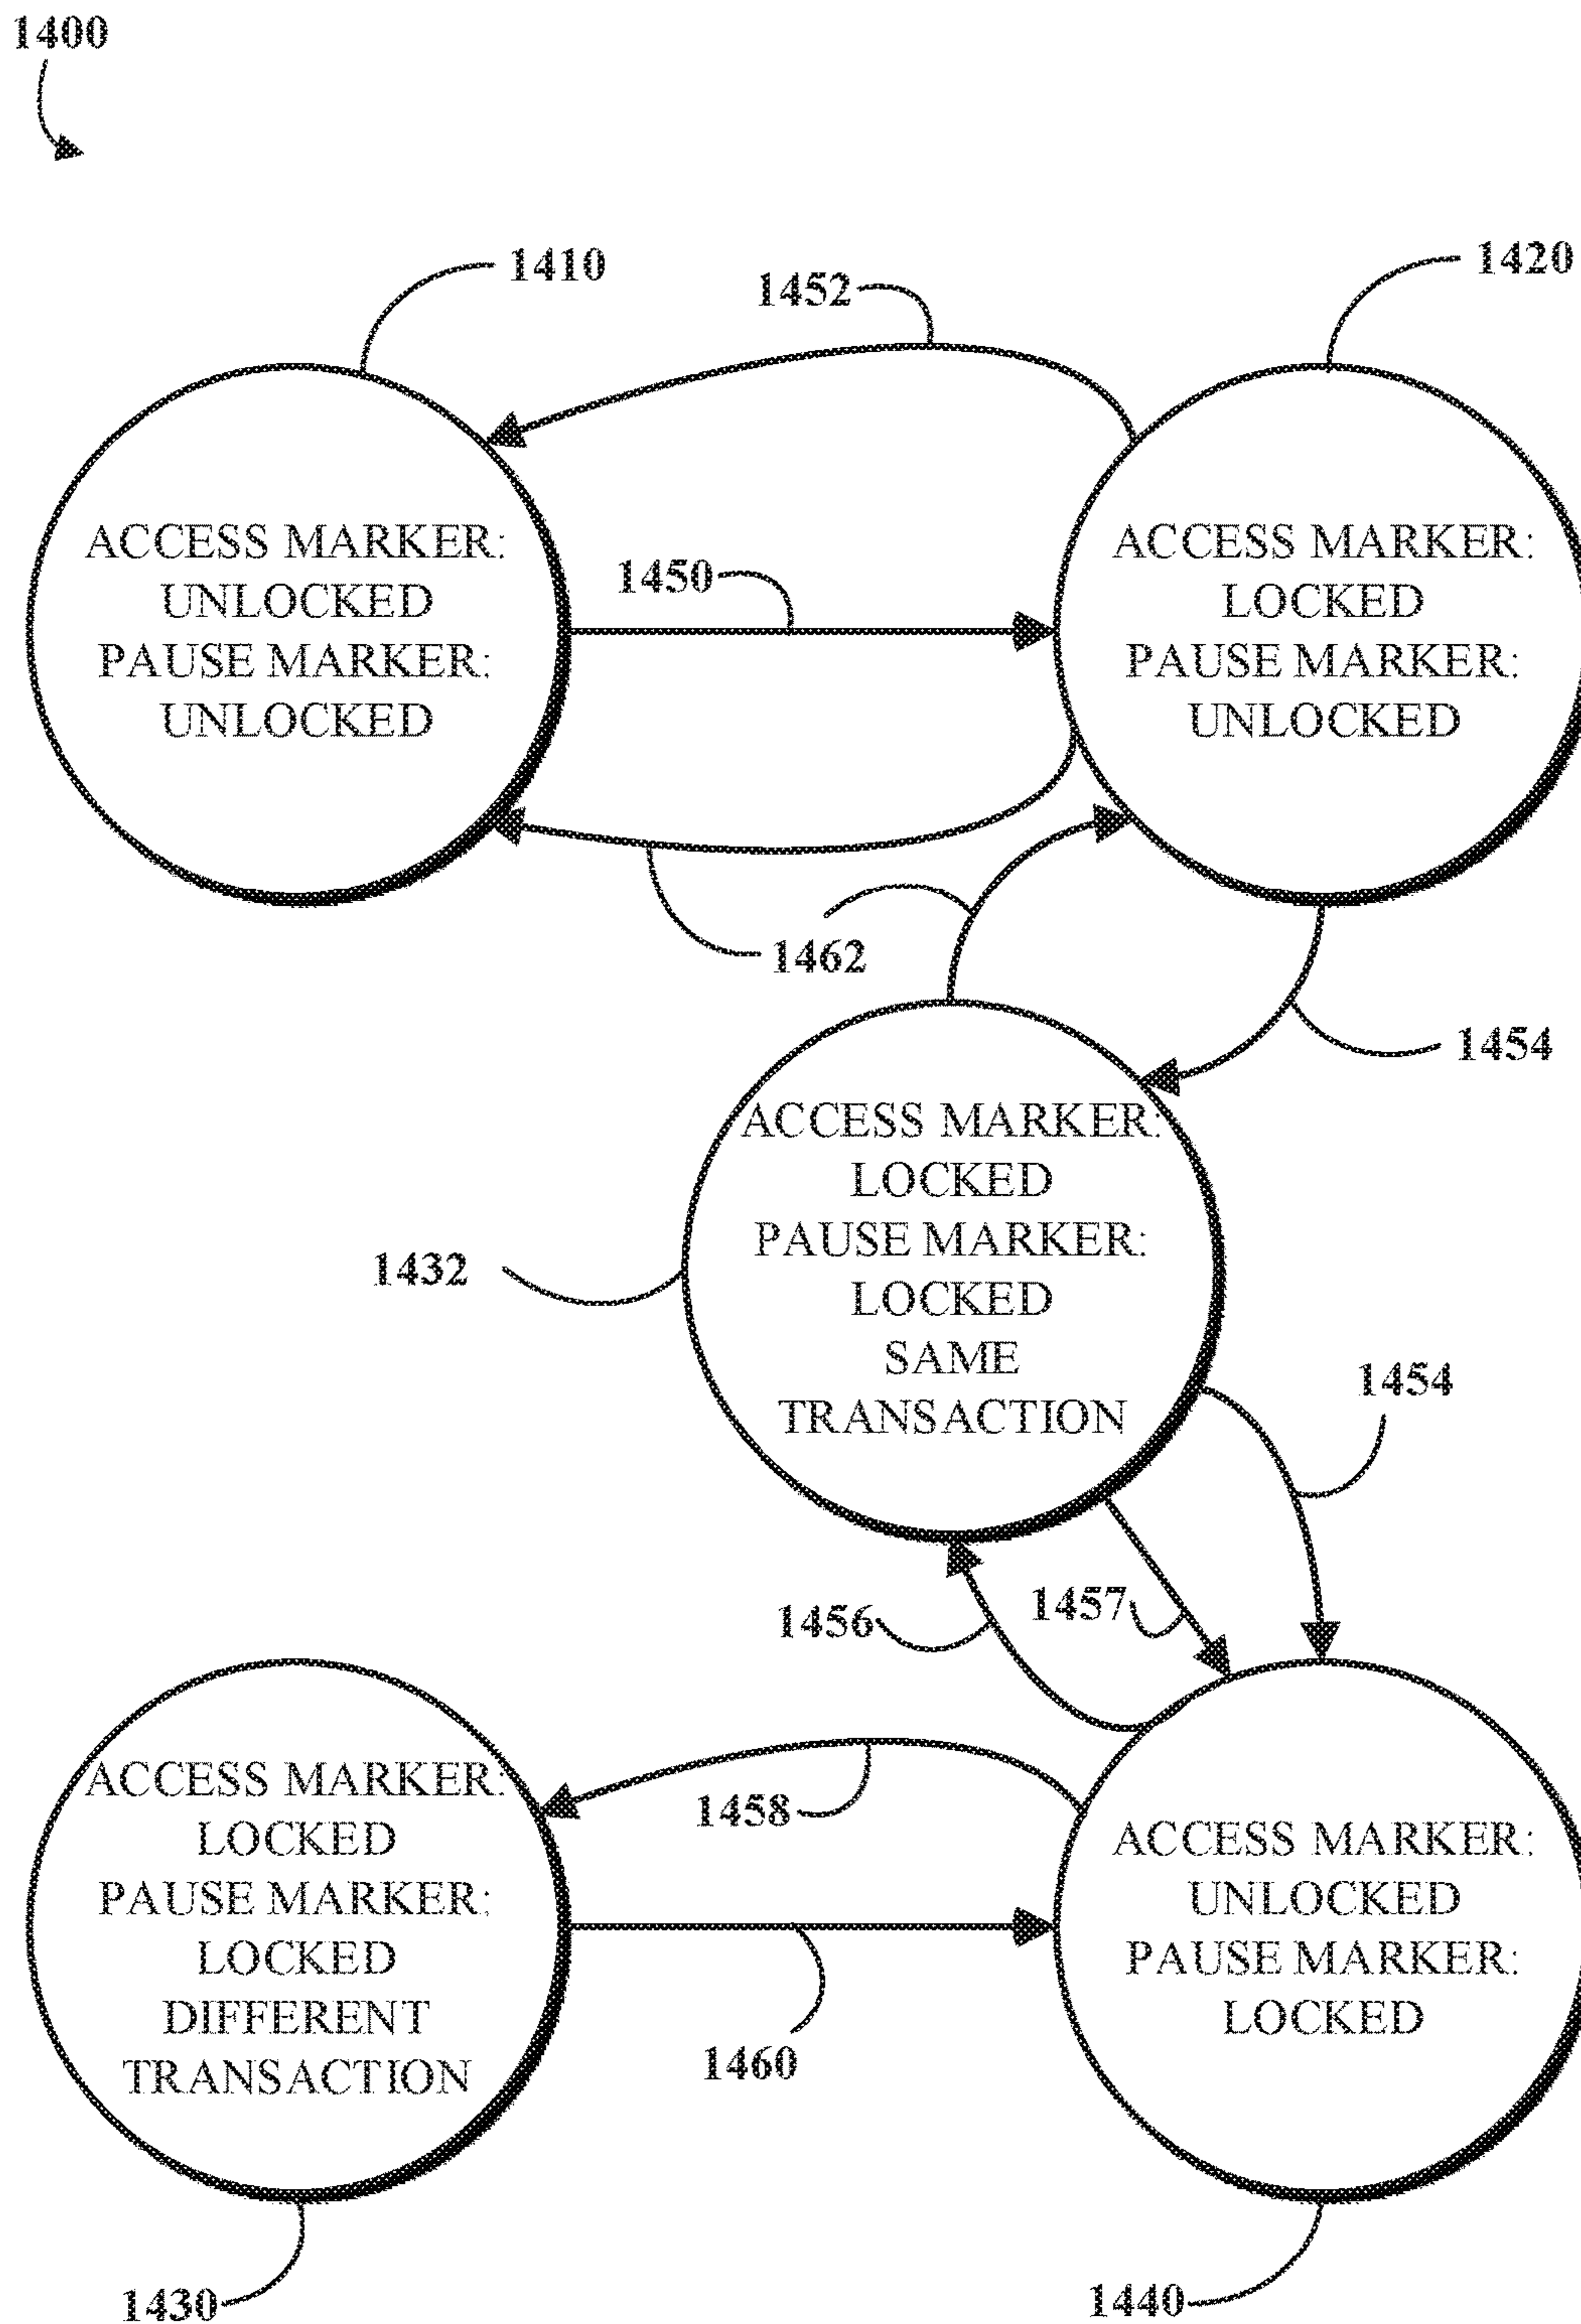 1400
1410
1452
1420
ACCESS MARKER:
UNLOCKED
PAUSE MARKER:
UNLOCKED
1450
ACCESS MARKER:
LOCKED
PAUSE MARKER:
UNLOCKED
1462
1454
ACCESS MARKER:
LOCKED
PAUSE MARKER:
LOCKED
SAME
TRANSACTION
1432
1454
1456
1457
1458
ACCESS MARKER:
LOCKED
PAUSE MARKER:
LOCKED
DIFFERENT
TRANSACTION
ACCESS MARKER:
UNLOCKED
PAUSE MARKER:
LOCKED
1460
1430
1440